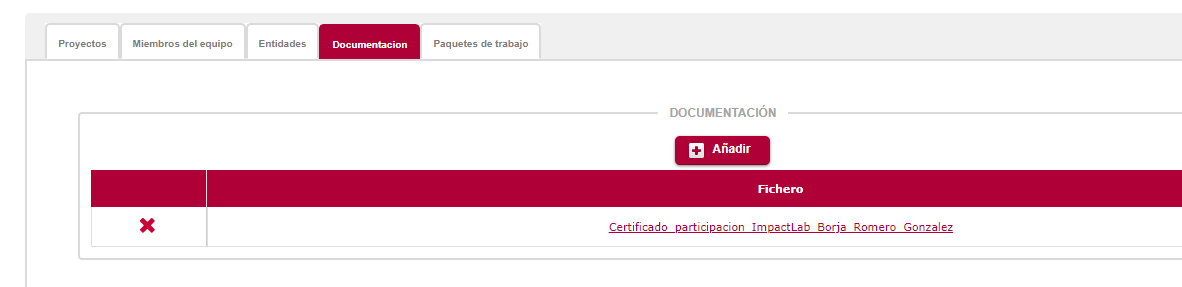 Proyectos Miembros del equipo Entidades Documentacion Paquetes de trabajo
DOCUMENTACIÓN
Añadir
Fichero
Certificado_participacion_ImpactLab_Borja_Romero_Gonzalez